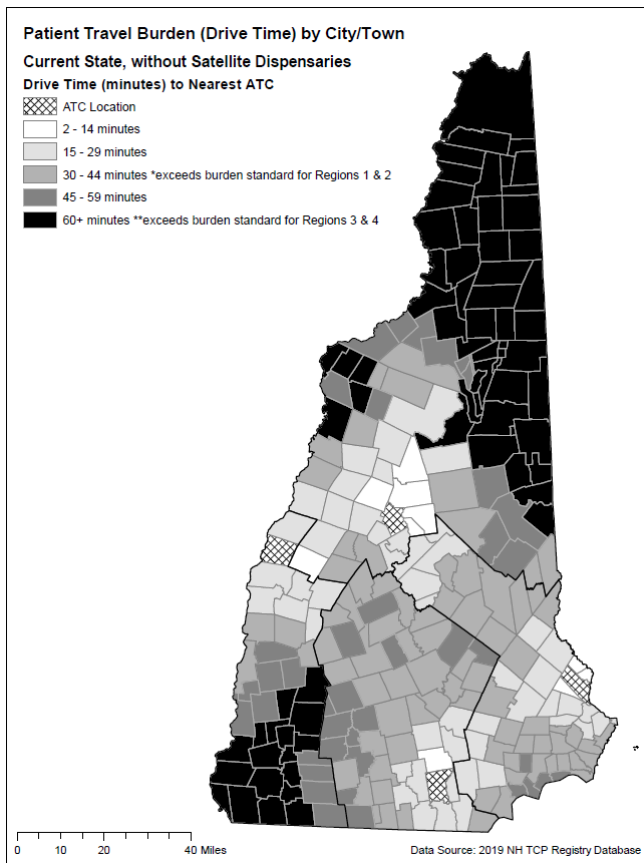 Patient Travel Burden (Drive Time) by City/Town
Current State, without Satellite Dispensaries
Drive Time (minutes) to Nearest ATC
ATC Location
2 - 14 minutes
15 - 29 minutes
30 - 44 minutes *exceeds burden standard for Regions 1 & 2
45 - 59 minutes
60+ minutes **exceeds burden standard for Regions 3 & 4
0 10 20 40 Miles
Data Source: 2019 NH TCP Registry Database